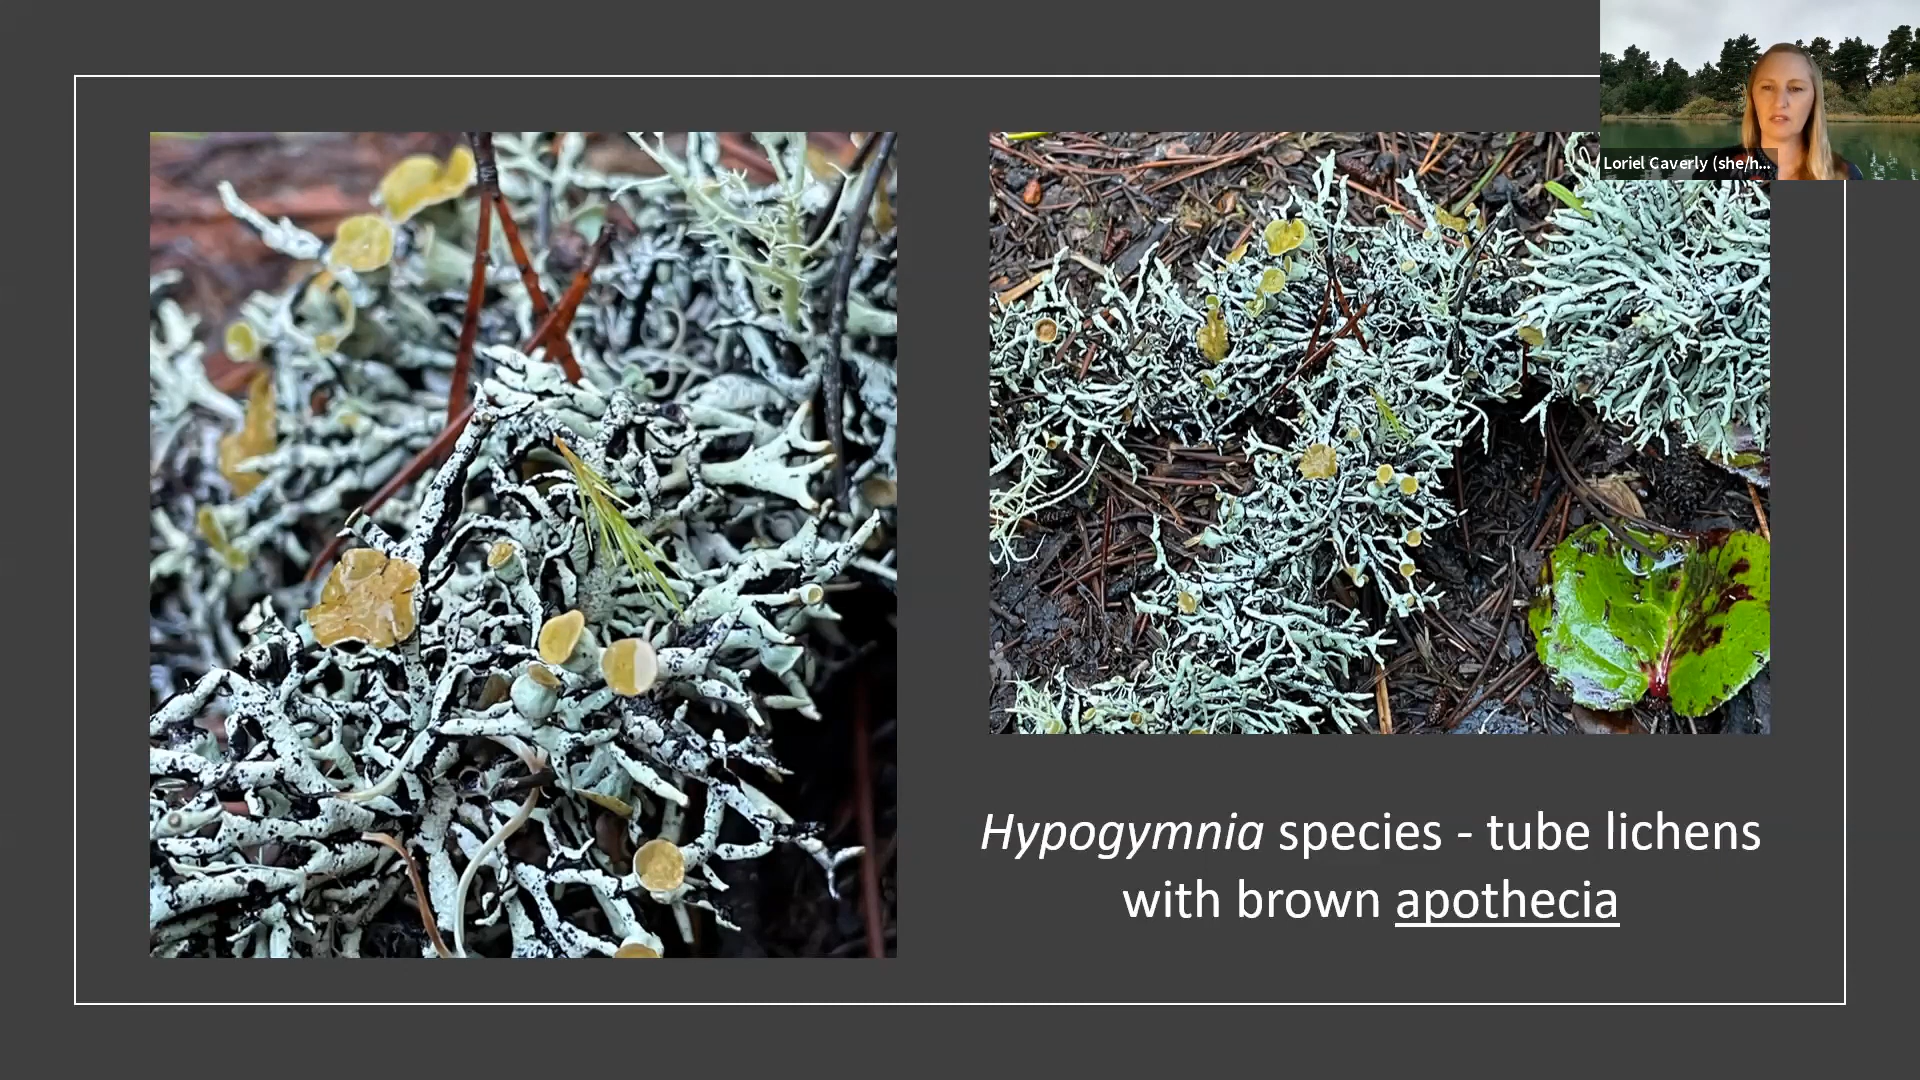 Loriel Caverly (she/h...
Hypogymnia species - tube lichens
with brown apothecia